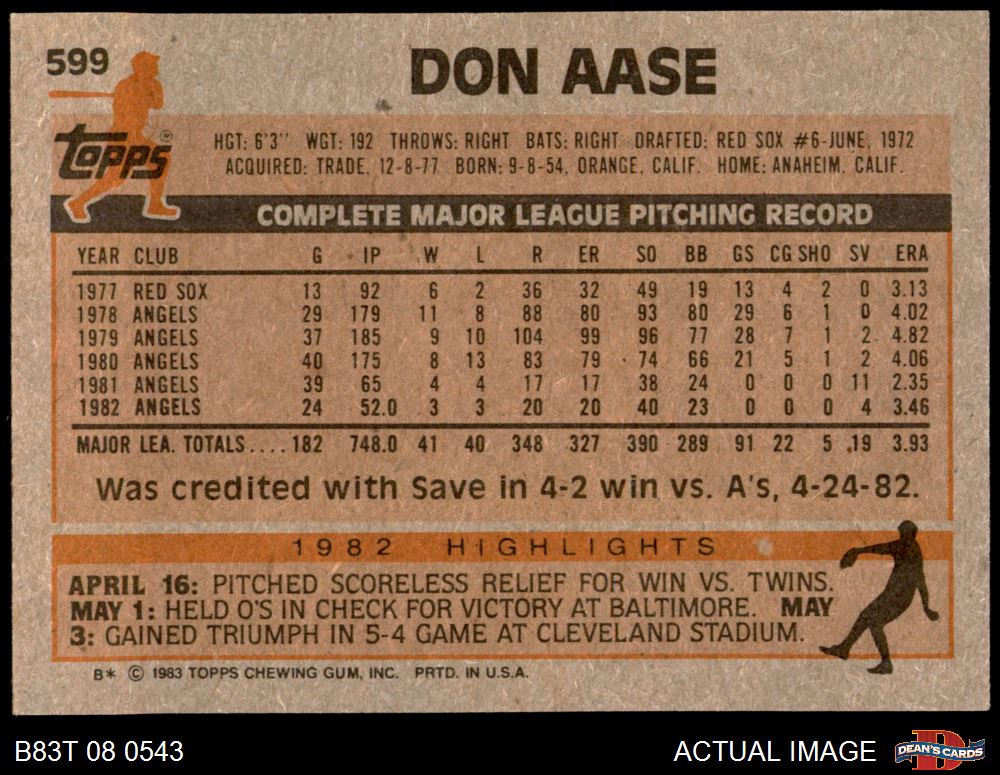 599
DON AASE
Topps ®
HGT: 6'3" WGT: 192 THROWS: RIGHT BATS: RIGHT DRAFTED: RED SOX #6-JUNE, 1972
ACQUIRED: TRADE, 12-8-77 BORN: 9-8-54, ORANGE, CALIF. HOME: ANAHEIM, CALIF.
COMPLETE MAJOR LEAGUE PITCHING RECORD
YEAR CLUB G IP W L R ER SO BB GS CG SHO SV ERA
1977 RED SOX 13 92 6 2 36 32 49 19 13 4 2 0 3.13
1978 ANGELS 29 179 11 8 88 80 93 80 29 6 1 0 4.02
1979 ANGELS 37 185 9 10 104 99 96 77 28 7 1 2 4.82
1980 ANGELS 40 175 8 13 83 79 74 66 21 5 1 2 4.06
1981 ANGELS 39 65 4 4 17 17 38 24 0 0 0 11 2.35
1982 ANGELS 24 52.0 3 3 20 20 40 23 0 0 0 4 3.46
MAJOR LEA. TOTALS .... 182 748.0 41 40 348 327 390 289 91 22 5 19 3.93
Was credited with Save in 4-2 win vs. A's, 4-24-82.
1982 HIGHLIGHTS
APRIL 16: PITCHED SCORELESS RELIEF FOR WIN VS. TWINS.
MAY 1: HELD O'S IN CHECK FOR VICTORY AT BALTIMORE. MAY
3: GAINED TRIUMPH IN 5-4 GAME AT CLEVELAND STADIUM.
B* © 1983 TOPPS CHEWING GUM, INC. PRTD. IN U.S.A.
B83T 08 0543
ACTUAL IMAGE
DEAN'S CARDS